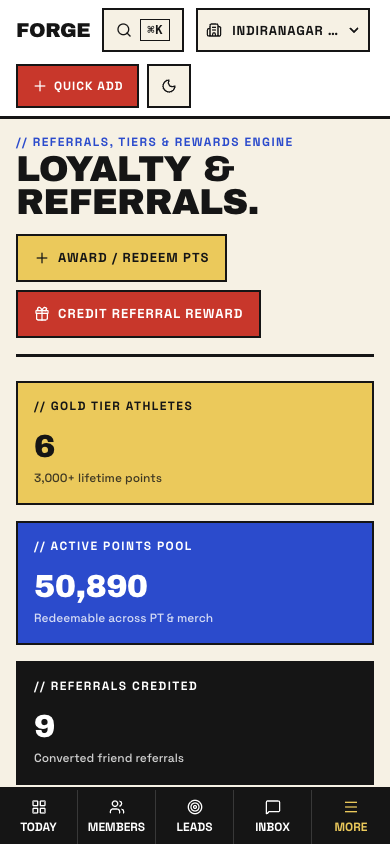 FORGE
⌘K
INDIRANAGAR ...
QUICK ADD
// REFERRALS, TIERS & REWARDS ENGINE
LOYALTY &
REFERRALS.
AWARD / REDEEM PTS
CREDIT REFERRAL REWARD
// GOLD TIER ATHLETES
6
3,000+ lifetime points
// ACTIVE POINTS POOL
50,890
Redeemable across PT & merch
// REFERRALS CREDITED
9
Converted friend referrals
TODAY
MEMBERS
LEADS
INBOX
MORE